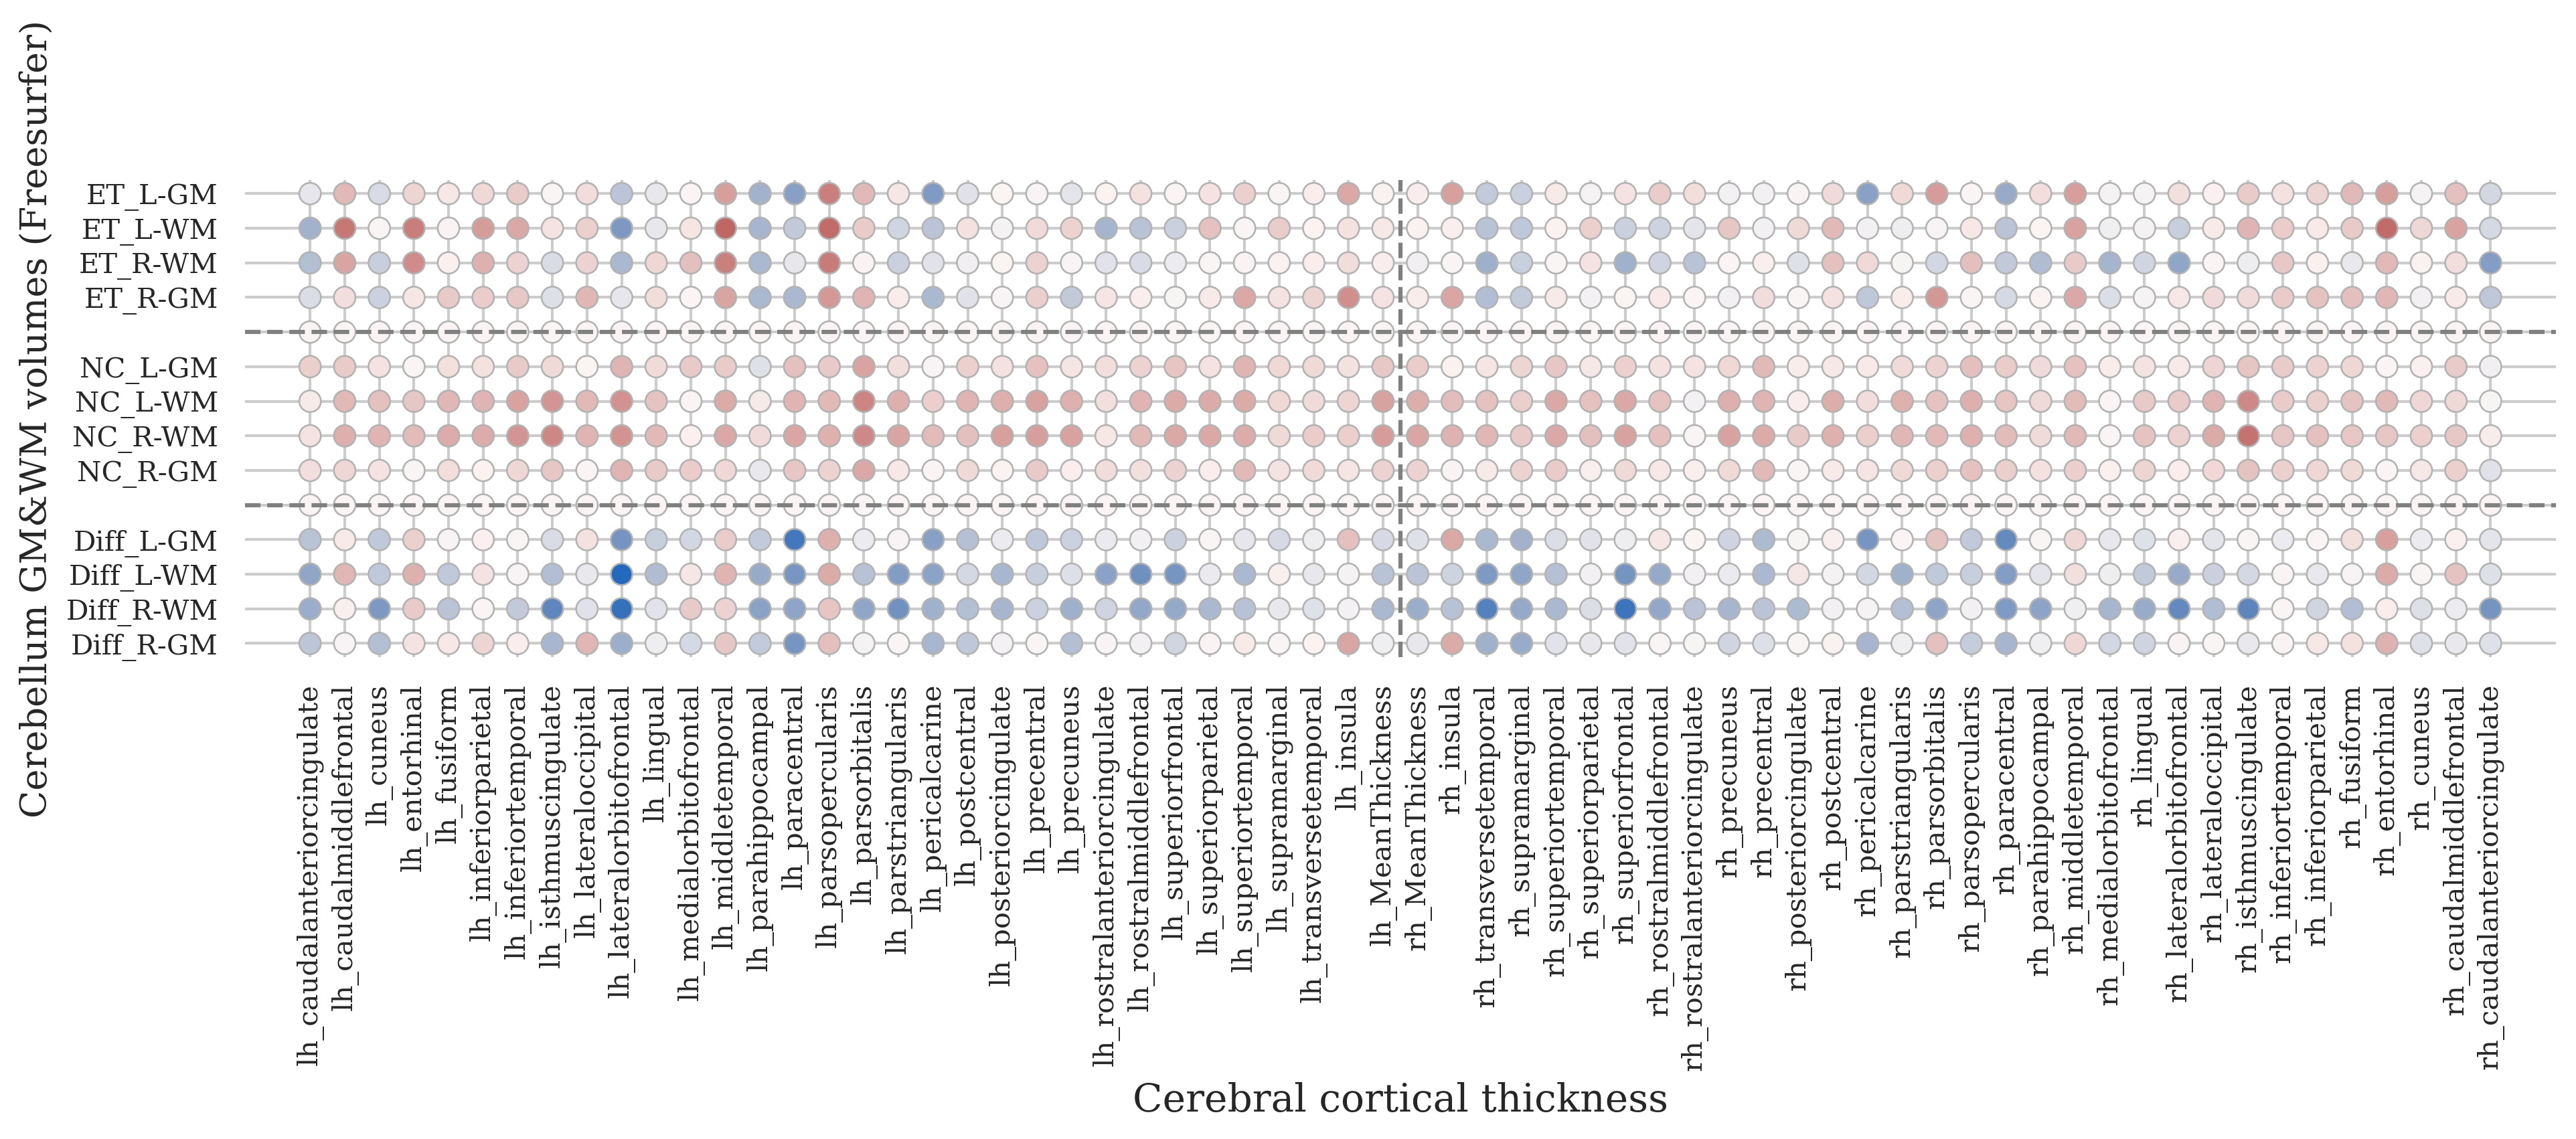 Cerebellum GM&WM volumes (Freesurfer)
ET_L-GM
ET_L-WM
ET_R-WM
ET_R-GM
NC_L-GM
NC_L-WM
NC_R-WM
NC_R-GM
Diff_L-GM
Diff_L-WM
Diff_R-WM
Diff_R-GM
lh_caudalanteriorcingulate
lh_caudalmiddlefrontal
lh_cuneus
lh_entorhinal
lh_fusiform
lh_inferiorparietal
lh_inferiortemporal
lh_isthmuscingulate
lh_lateraloccipital
lh_lateralorbitofrontal
lh_lingual
lh_medialorbitofrontal
lh_middletemporal
lh_parahippocampal
lh_paracentral
lh_parsopercularis
lh_parsorbitalis
lh_parstriangularis
lh_pericalcarine
lh_postcentral
lh_posteriorcingulate
lh_precentral
lh_precuneus
lh_rostralanteriorcingulate
lh_rostralmiddlefrontal
lh_superiorfrontal
lh_superiorparietal
lh_superiortemporal
lh_supramarginal
lh_transversetemporal
lh_insula
lh_MeanThickness
rh_MeanThickness
rh_insula
rh_transversetemporal
rh_supramarginal
rh_superiortemporal
rh_superiorparietal
rh_superiorfrontal
rh_rostralmiddlefrontal
rh_rostralanteriorcingulate
rh_precuneus
rh_precentral
rh_posteriorcingulate
rh_postcentral
rh_pericalcarine
rh_parstriangularis
rh_parsorbitalis
rh_parsopercularis
rh_paracentral
rh_parahippocampal
rh_middletemporal
rh_medialorbitofrontal
rh_lingual
rh_lateralorbitofrontal
rh_lateraloccipital
rh_isthmuscingulate
rh_inferiortemporal
rh_inferiorparietal
rh_fusiform
rh_entorhinal
rh_cuneus
rh_caudalmiddlefrontal
rh_caudalanteriorcingulate
Cerebral cortical thickness